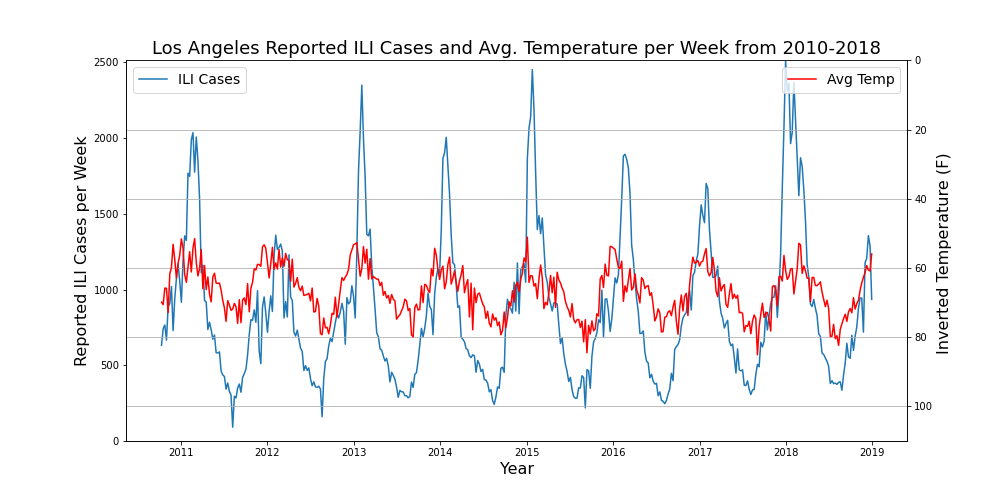 Los Angeles Reported ILI Cases and Avg. Temperature per Week from 2010-2018
ILI Cases
Avg Temp
Reported ILI Cases per Week
2500
2000
1500
1000
500
0
Inverted Temperature (F)
0
20
40
60
80
100
2011 2012 2013 2014 2015 2016 2017 2018 2019
Year